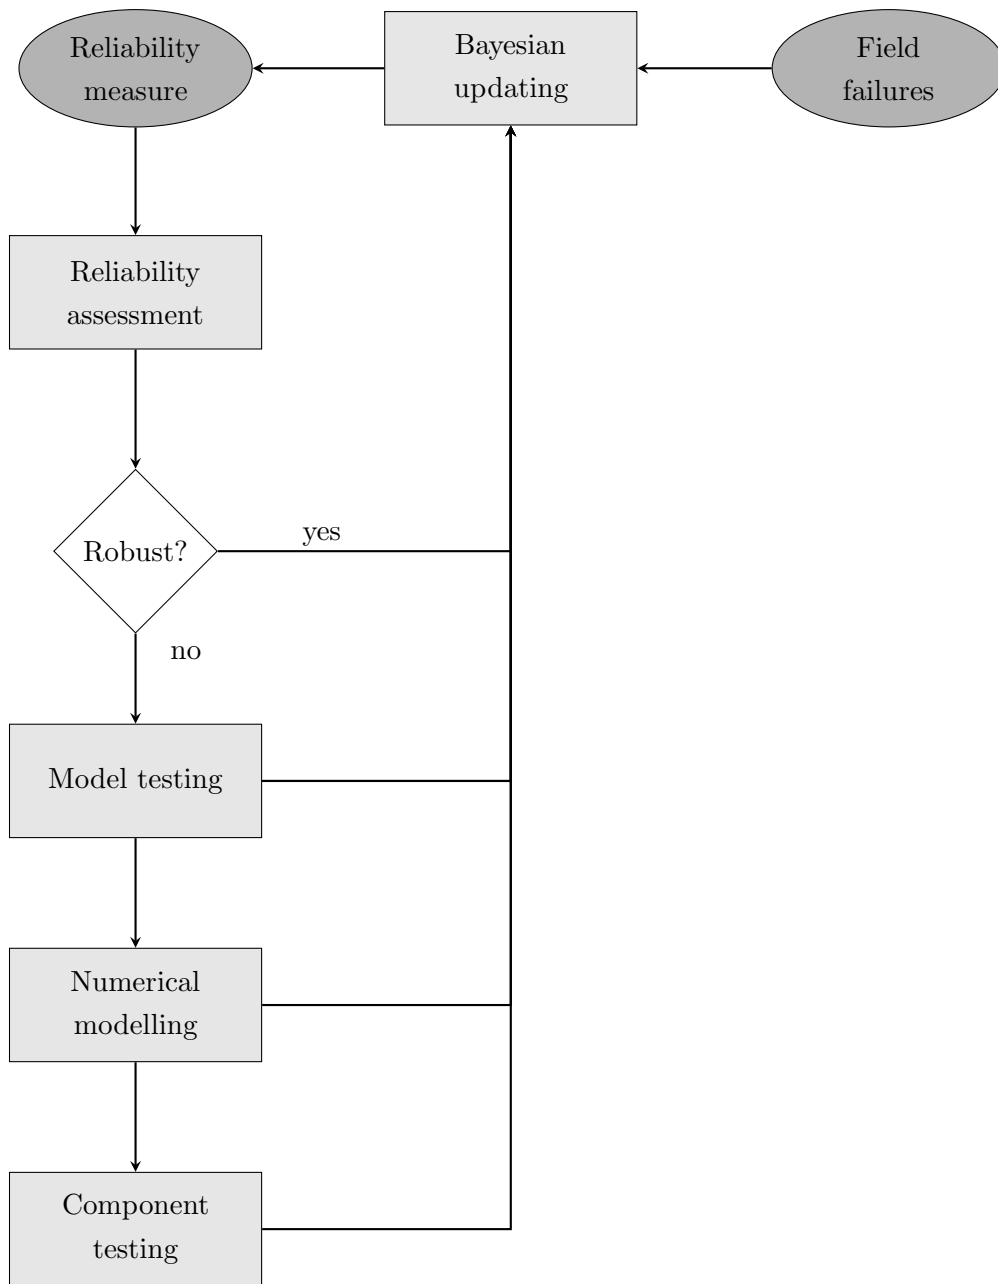 Reliability
measure
Bayesian
updating
Field
failures
Reliability
assessment
Robust?
yes
no
Model testing
Numerical
modelling
Component
testing